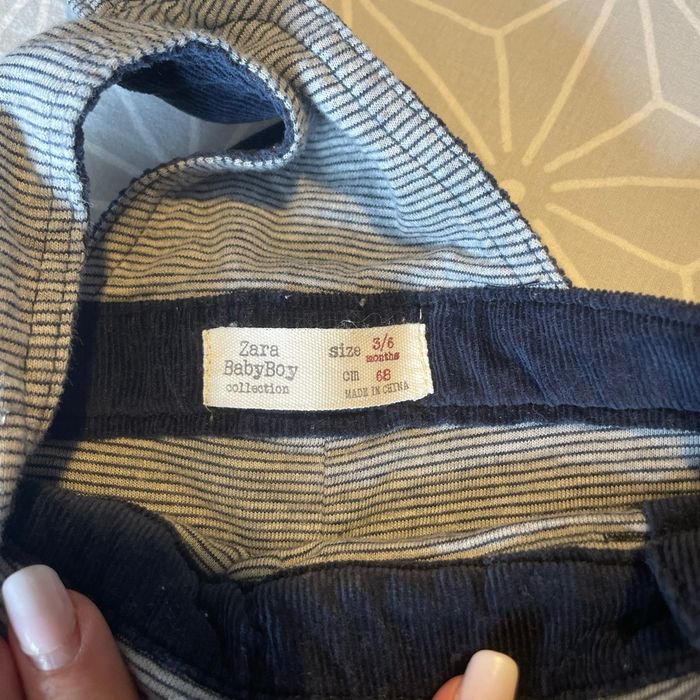 Zara
BabyBoy
collection
size 3/6
months
cm 68
MADE IN CHINA